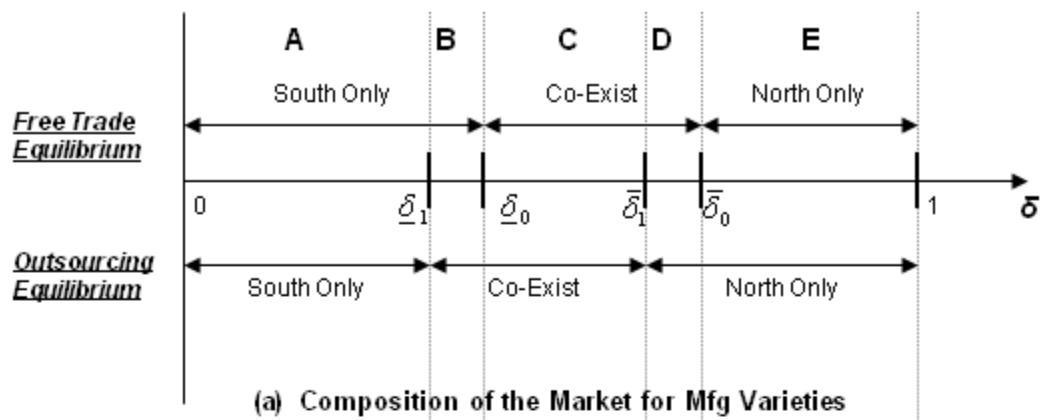 A B C D E
South Only Co-Exist North Only
Free Trade
Equilibrium
0 δ̲₁ δ̲₀ δ̄₁ δ̄₀ 1 δ
Outsourcing
Equilibrium
South Only Co-Exist North Only
(a) Composition of the Market for Mfg Varieties